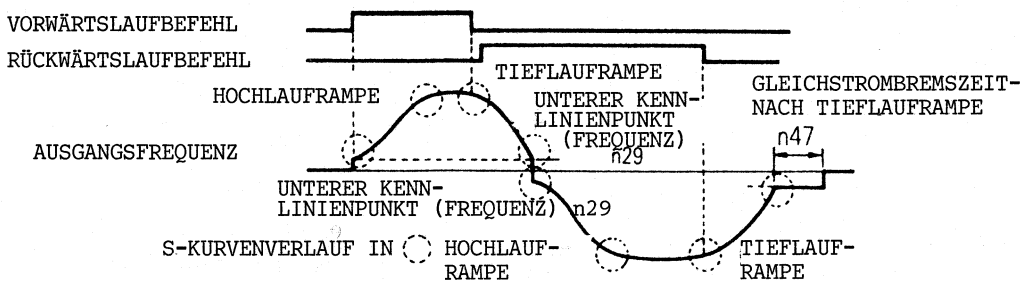 VORWÄRTSLAUFBEFEHL
RÜCKWÄRTSLAUFBEFEHL
TIEFLAUFRAMPE
HOCHLAUFRAMPE
UNTERER KENN-
LINIENPUNKT
(FREQUENZ)
n29
GLEICHSTROMBREMSZEIT-
NACH TIEFLAUFRAMPE
n47
AUSGANGSFREQUENZ
UNTERER KENN-
LINIENPUNKT (FREQUENZ) n29
S-KURVENVERLAUF IN
HOCHLAUF-
RAMPE
TIEFLAUF-
RAMPE